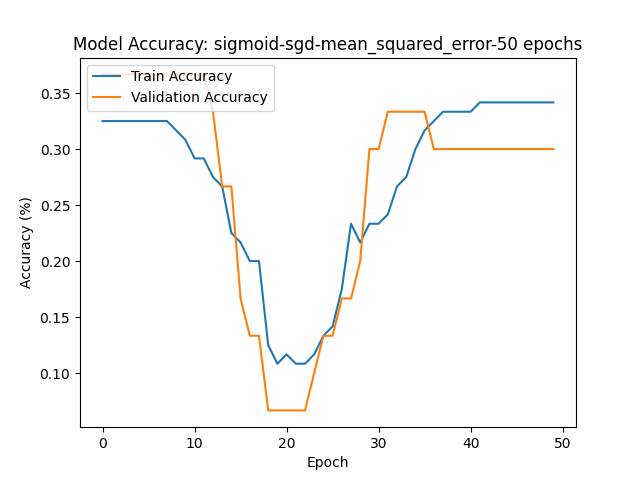 Model Accuracy: sigmoid-sgd-mean_squared_error-50 epochs
Train Accuracy
Validation Accuracy
Accuracy (%)
0.35
0.30
0.25
0.20
0.15
0.10
0 10 20 30 40 50
Epoch